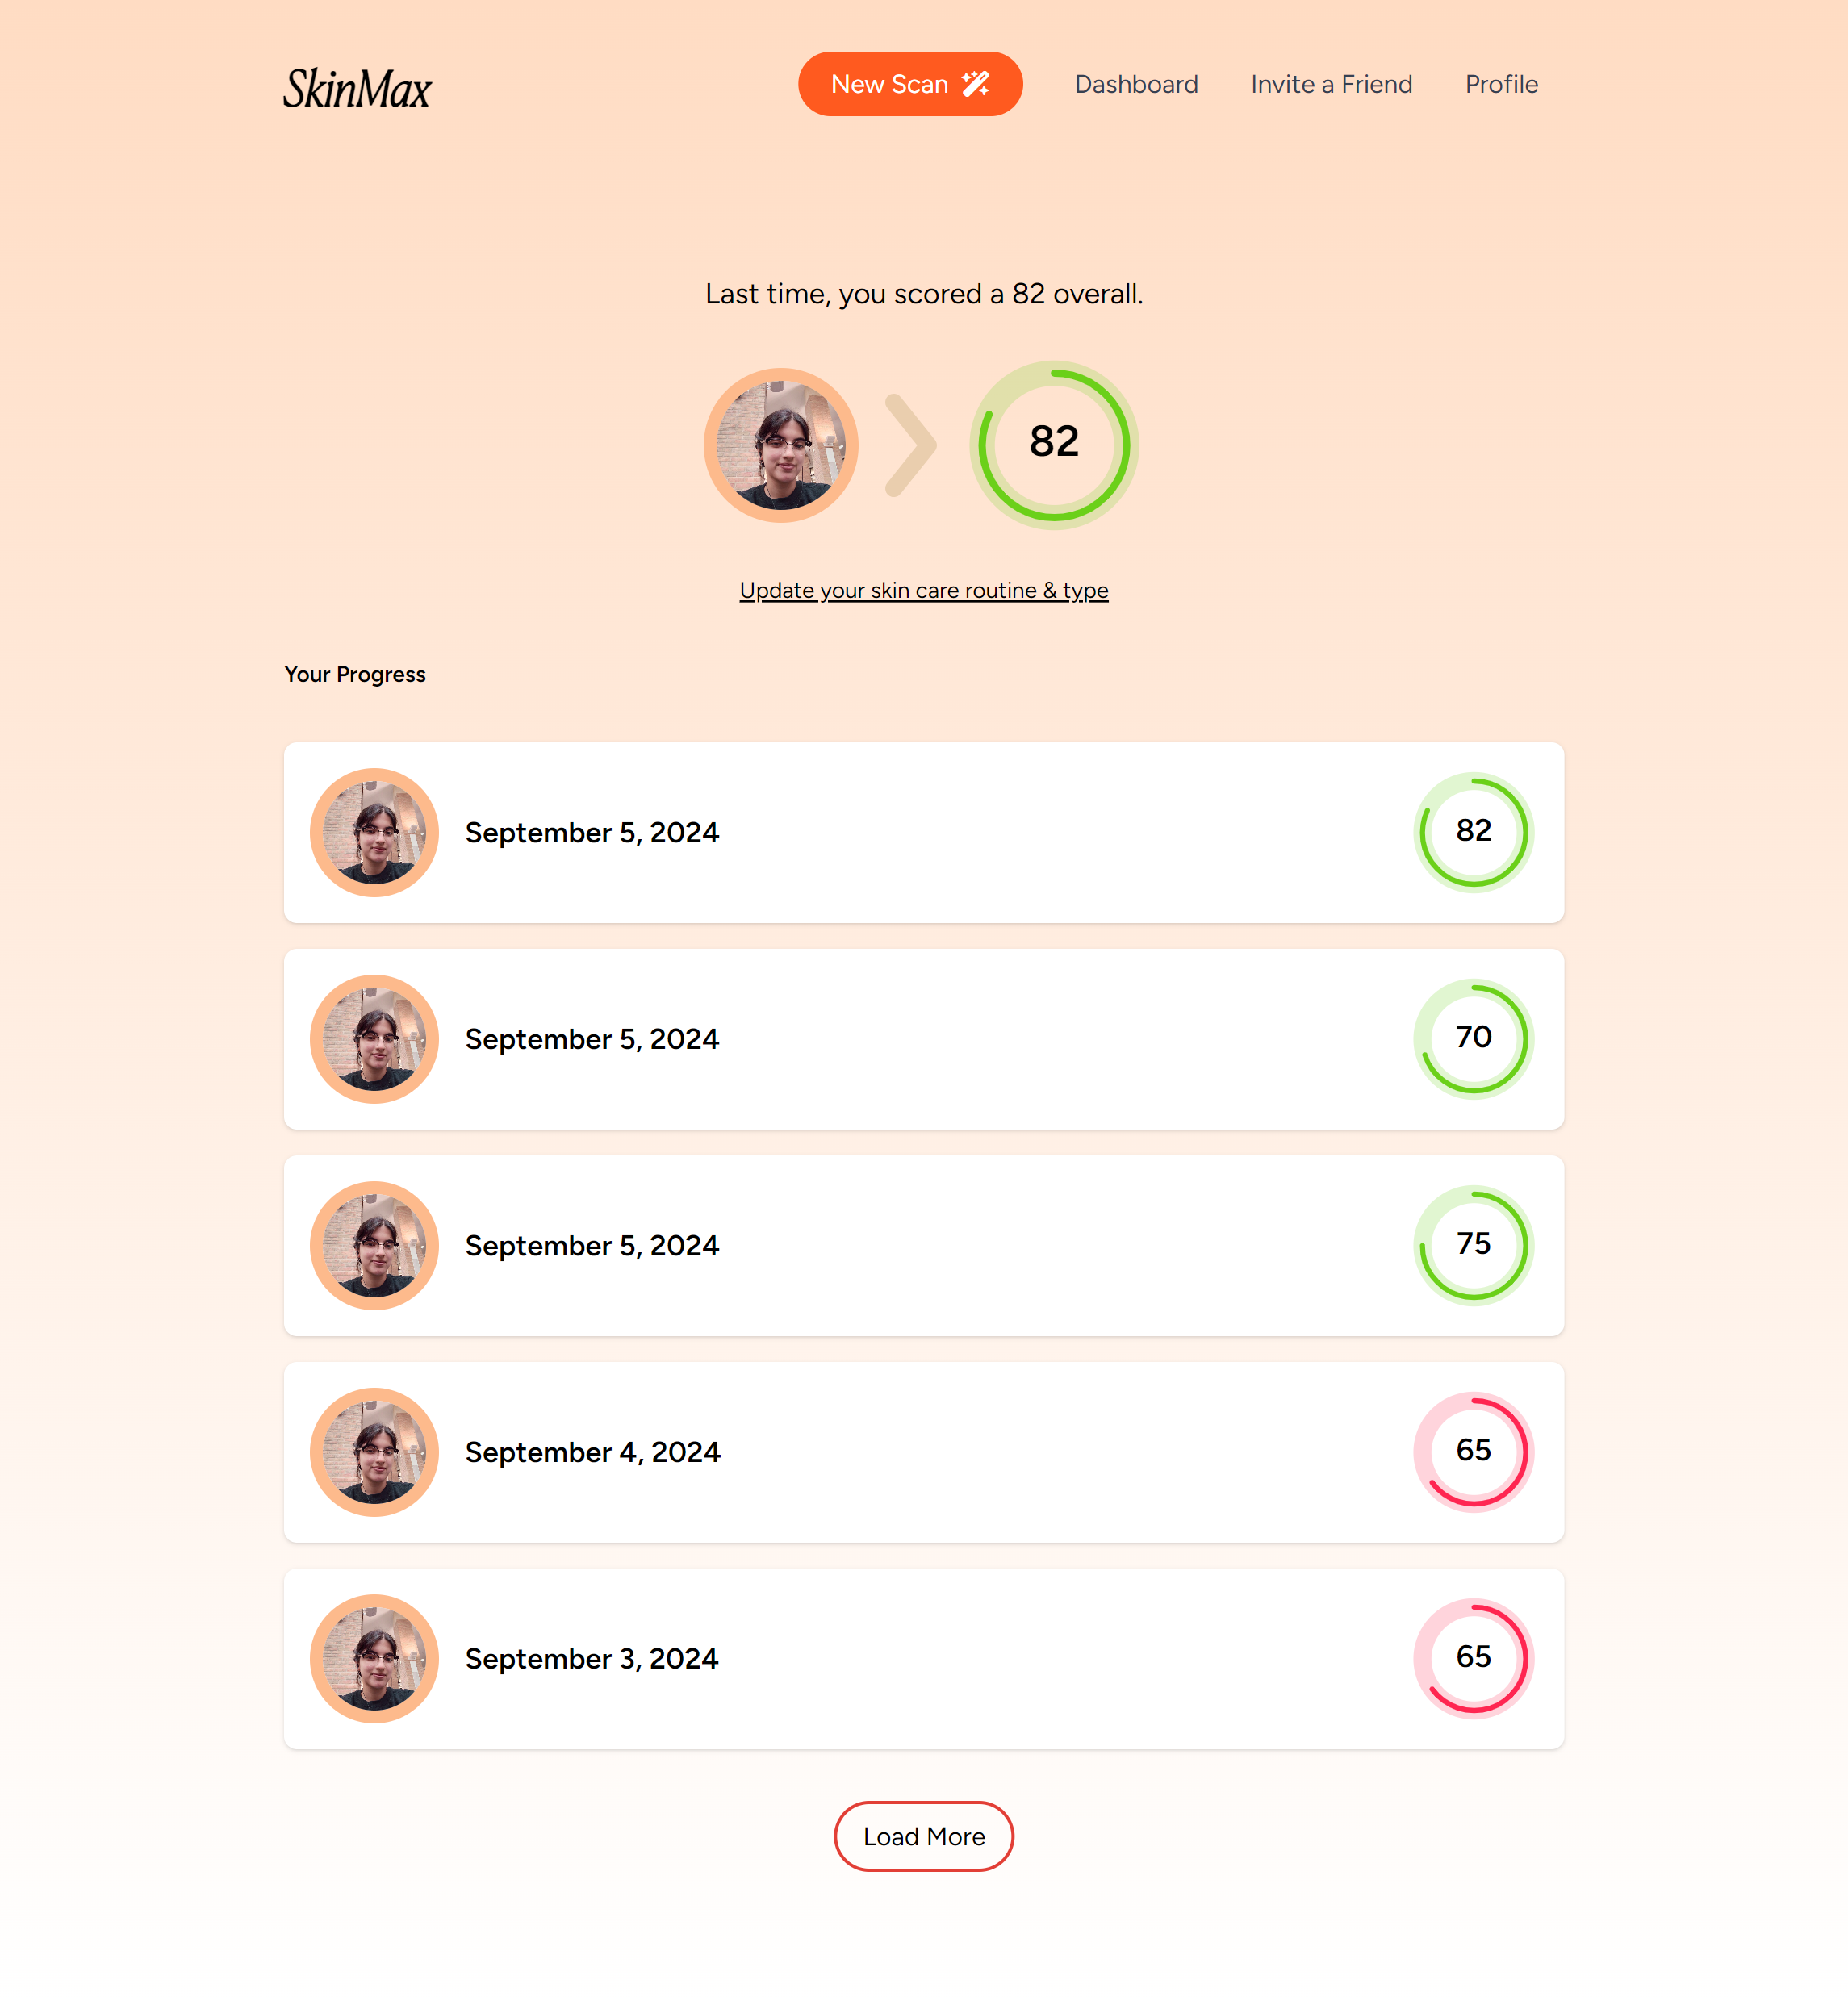 SkinMax
New Scan
Dashboard
Invite a Friend
Profile
Last time, you scored a 82 overall.
82
Update your skin care routine & type
Your Progress
September 5, 2024
82
September 5, 2024
70
September 5, 2024
75
September 4, 2024
65
September 3, 2024
65
Load More